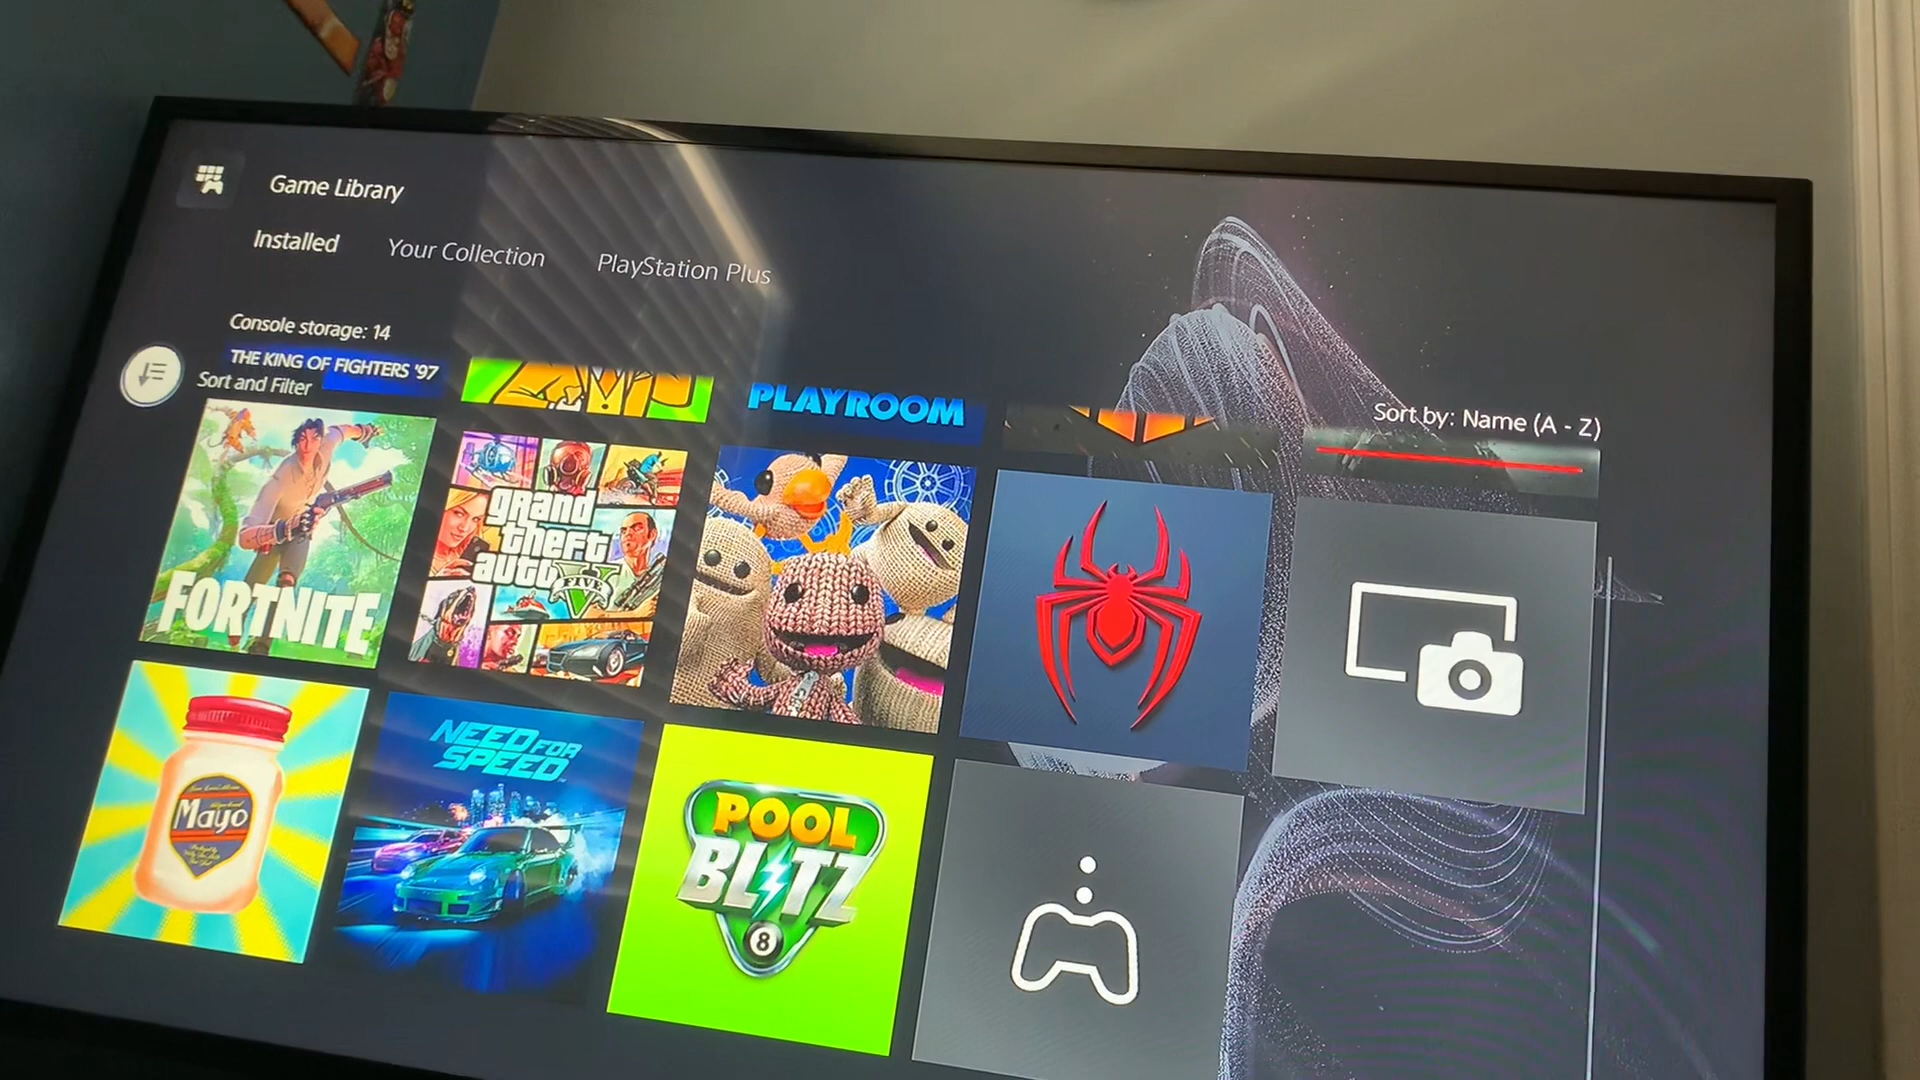 Game Library
Installed
Your Collection
PlayStation Plus
Console storage: 14
THE KING OF FIGHTERS '97
Sort and Filter
PLAYROOM
Sort by: Name (A - Z)
FORTNITE
grand
theft
auto
FIVE
V
Mayo
NEED FOR
SPEED
POOL
BLITZ
8